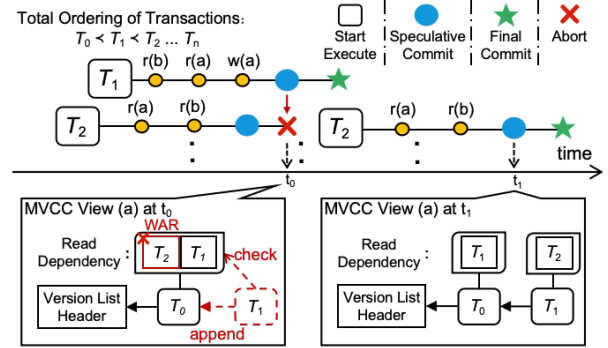 Total Ordering of Transactions:
T₀ ≺ T₁ ≺ T₂ ... Tₙ
Start Execute
Speculative Commit
Final Commit
Abort
r(b) r(a) w(a)
T₁
r(a) r(b)
T₂
r(a) r(b)
T₂
time
t₀
t₁
MVCC View (a) at t₀
WAR
Read Dependency :
T₂ T₁
check
Version List Header
T₀
T₁
append
MVCC View (a) at t₁
Read Dependency :
T₁
T₂
Version List Header
T₀
T₁